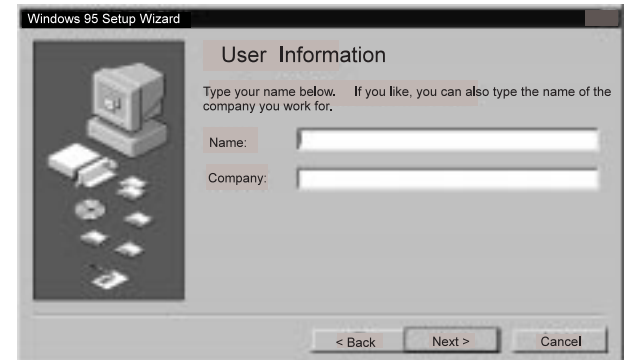 Windows 95 Setup Wizard
User Information
Type your name below. If you like, you can also type the name of the
company you work for.
Name:
Company:
< Back
Next >
Cancel